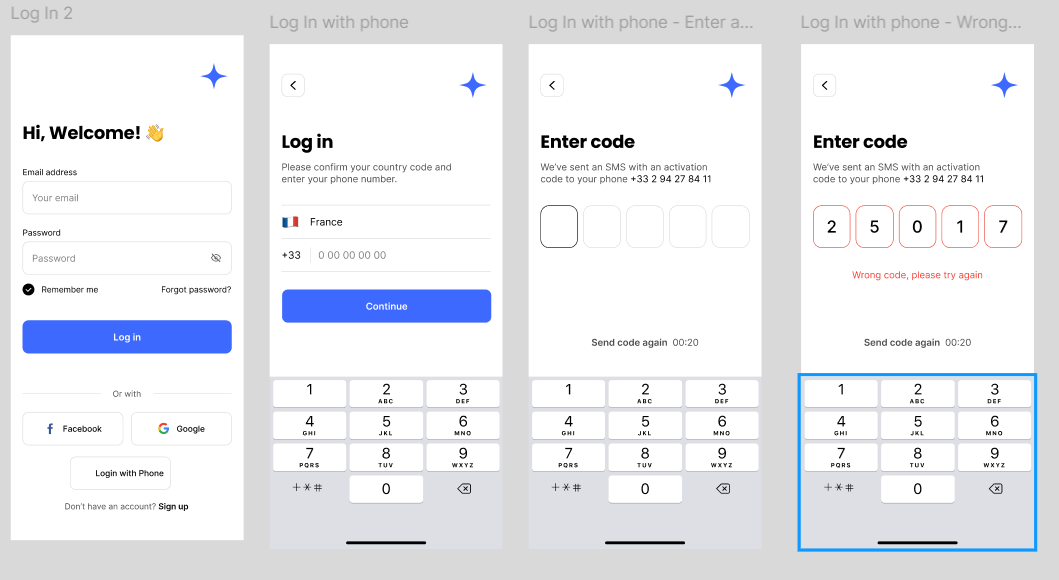 Log In 2
Hi, Welcome! 👋
Email address
Your email
Password
Password
Remember me
Forgot password?
Log in
Or with
Facebook
Google
Login with Phone
Don't have an account? Sign up
Log In with phone
Log in
Please confirm your country code and
enter your phone number.
France
+33
0 00 00 00 00
Continue
1
2
ABC
3
DEF
4
GHI
5
JKL
6
MNO
7
PQRS
8
TUV
9
WXYZ
+*#
0
Log In with phone - Enter a...
Enter code
We've sent an SMS with an activation
code to your phone +33 2 94 27 84 11
Send code again 00:20
1
2
ABC
3
DEF
4
GHI
5
JKL
6
MNO
7
PQRS
8
TUV
9
WXYZ
+*#
0
Log In with phone - Wrong...
Enter code
We've sent an SMS with an activation
code to your phone +33 2 94 27 84 11
2 5 0 1 7
Wrong code, please try again
Send code again 00:20
1
2
ABC
3
DEF
4
GHI
5
JKL
6
MNO
7
PQRS
8
TUV
9
WXYZ
+*#
0